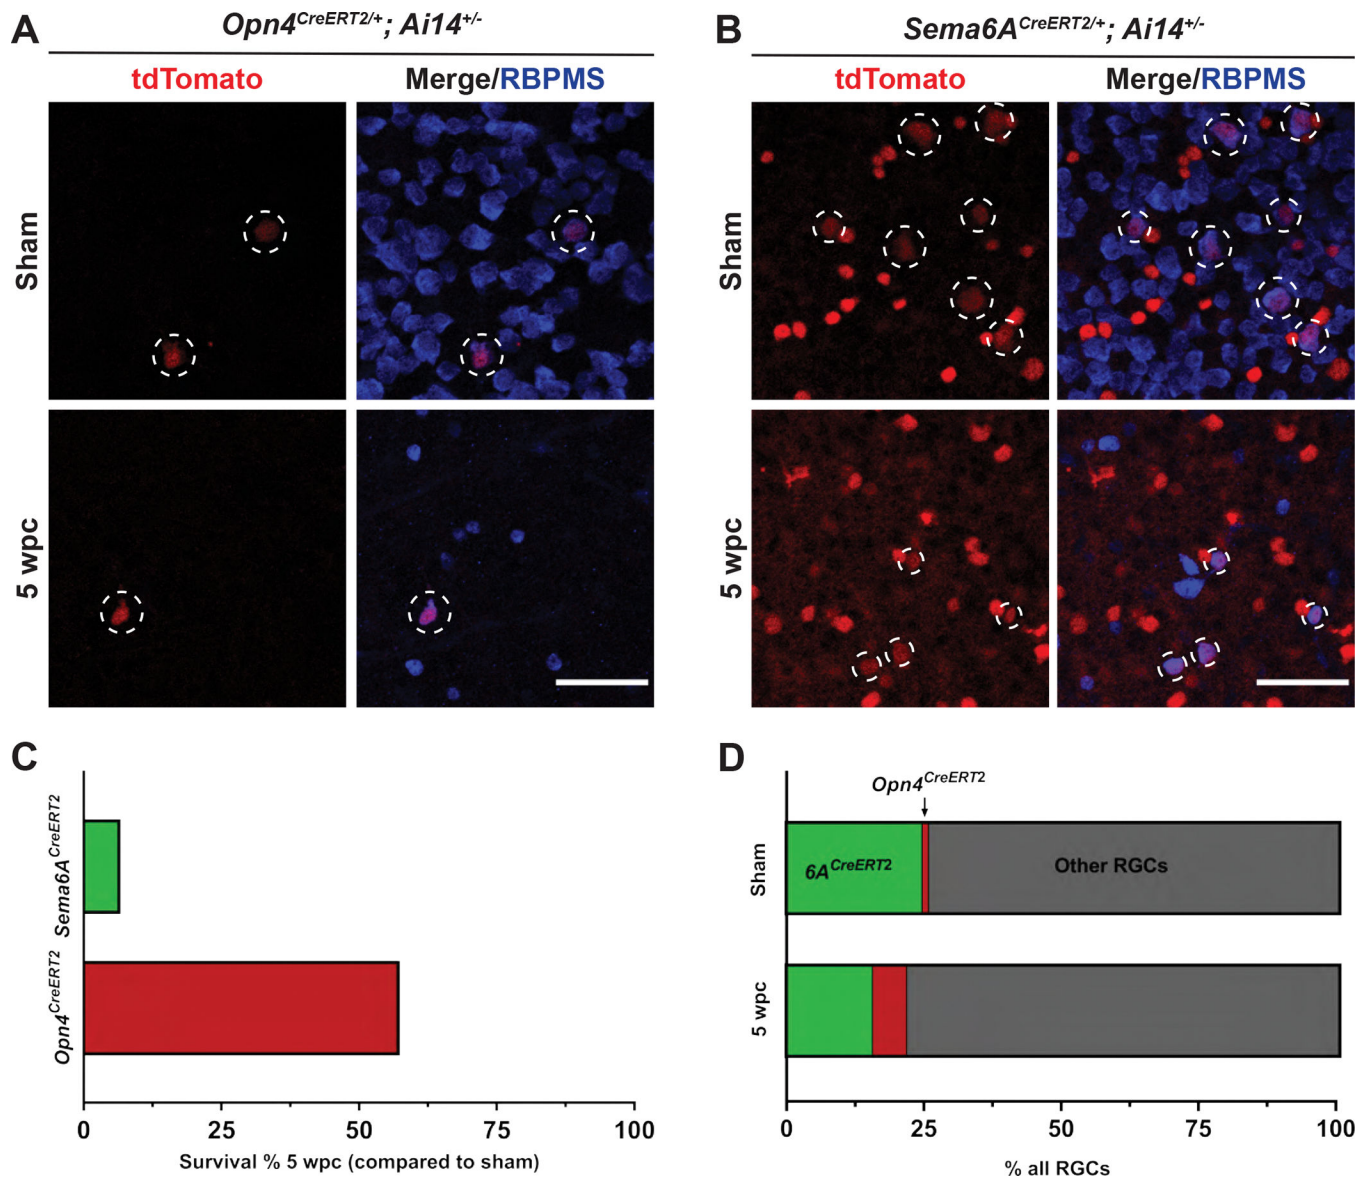 A
Opn4CreERT2/+; Ai14+/-
tdTomato
Merge/RBPMS
Sham
5 wpc
B
Sema6ACreERT2/+; Ai14+/-
tdTomato
Merge/RBPMS
Sham
5 wpc
C
Sema6ACreERT2
Opn4CreERT2
0 25 50 75 100
Survival % 5 wpc (compared to sham)
D
Opn4CreERT2
Sham
6ACreERT2
Other RGCs
5 wpc
0 25 50 75 100
% all RGCs